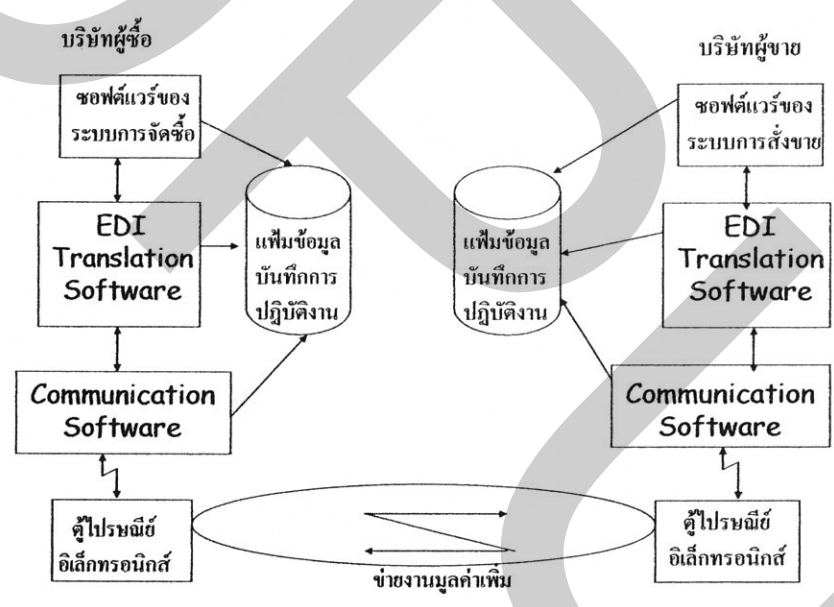 บริษัทผู้ซื้อ
ซอฟต์แวร์ของ
ระบบการจัดซื้อ
EDI
Translation
Software
Communication
Software
ตู้ไปรษณีย์
อิเล็กทรอนิกส์
แฟ้มข้อมูล
บันทึกการ
ปฎิบัติงาน
บริษัทผู้ขาย
ซอฟต์แวร์ของ
ระบบการสั่งขาย
แฟ้มข้อมูล
บันทึกการ
ปฎิบัติงาน
EDI
Translation
Software
Communication
Software
ตู้ไปรษณีย์
อิเล็กทรอนิกส์
ข่ายงานมูลค่าเพิ่ม